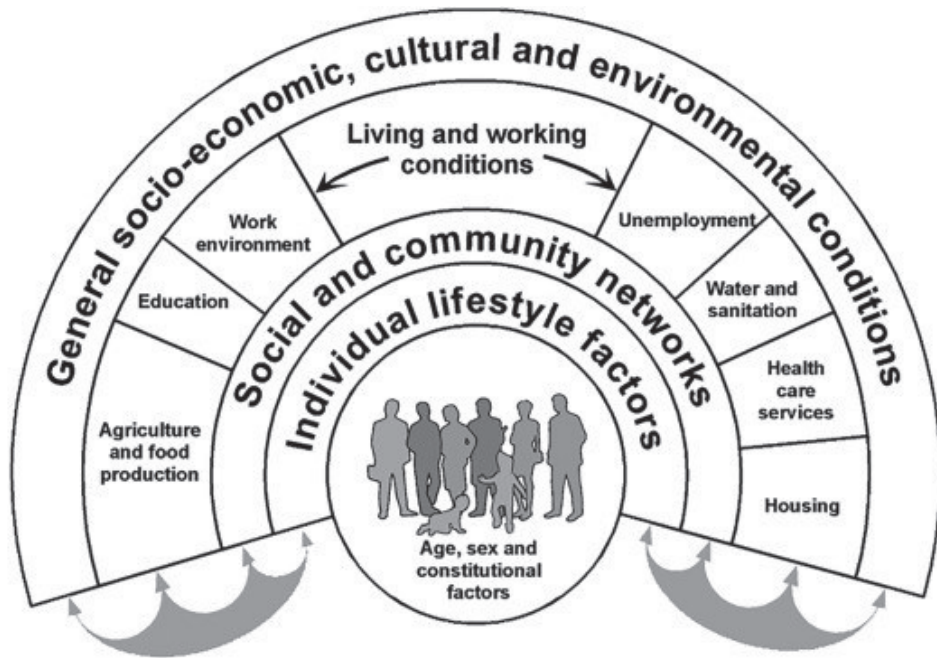 General socio-economic, cultural and environmental conditions
Living and working
conditions
Work
environment
Unemployment
Education
Water and
sanitation
Agriculture
and food
production
Health
care
services
Housing
Social and community networks
Individual lifestyle factors
Age, sex and
constitutional
factors